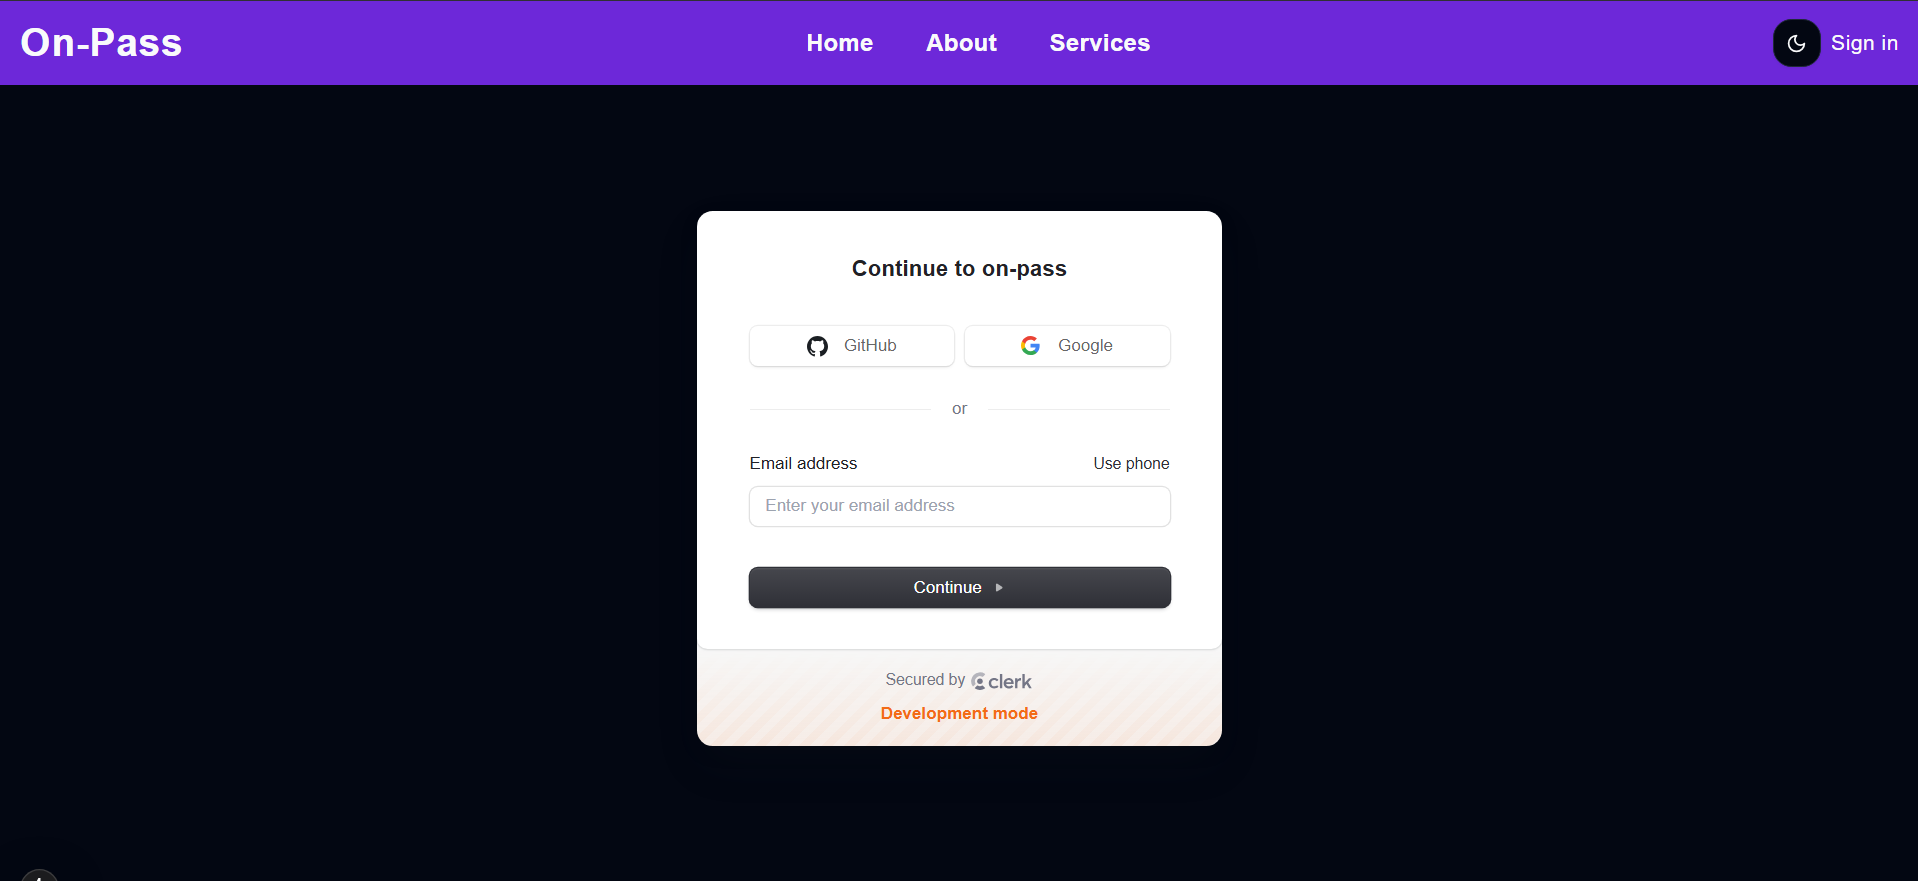 On-Pass
Home About Services
Sign in
Continue to on-pass
GitHub
Google
or
Email address
Use phone
Enter your email address
Continue
Secured by clerk
Development mode